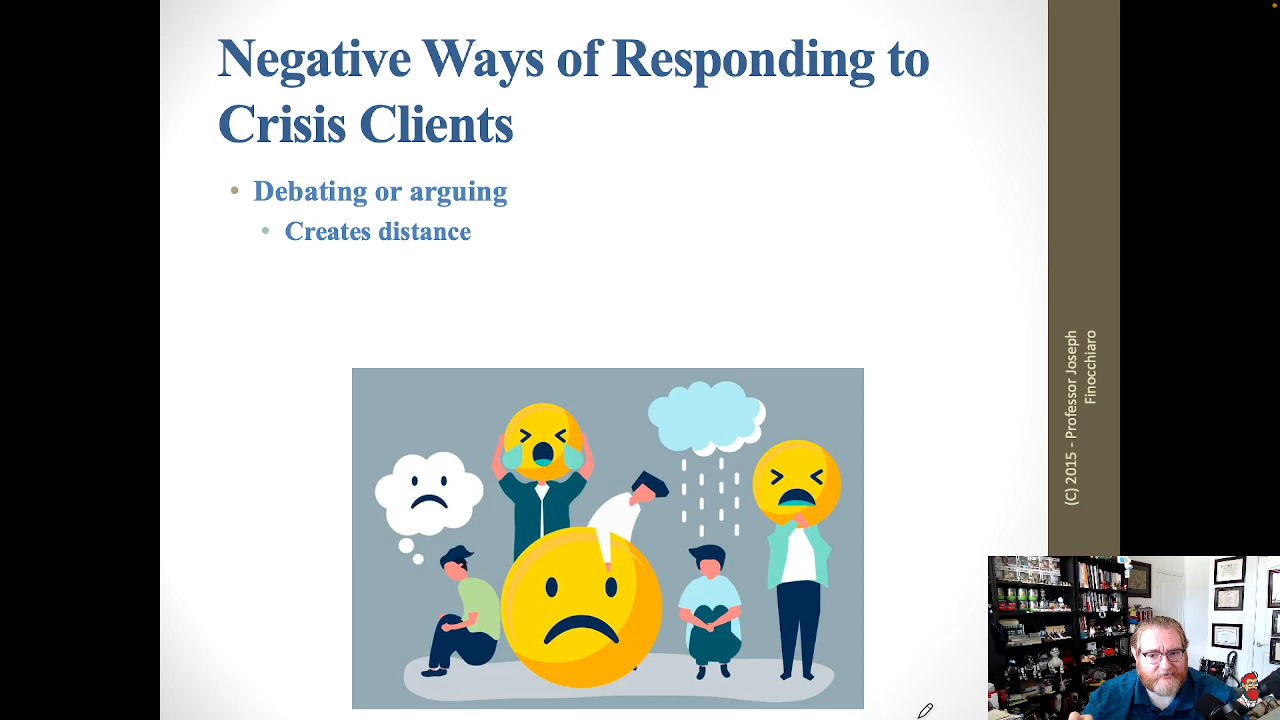 Negative Ways of Responding to
Crisis Clients
• Debating or arguing
• Creates distance
(C) 2015 - Professor Joseph
Finocchiaro